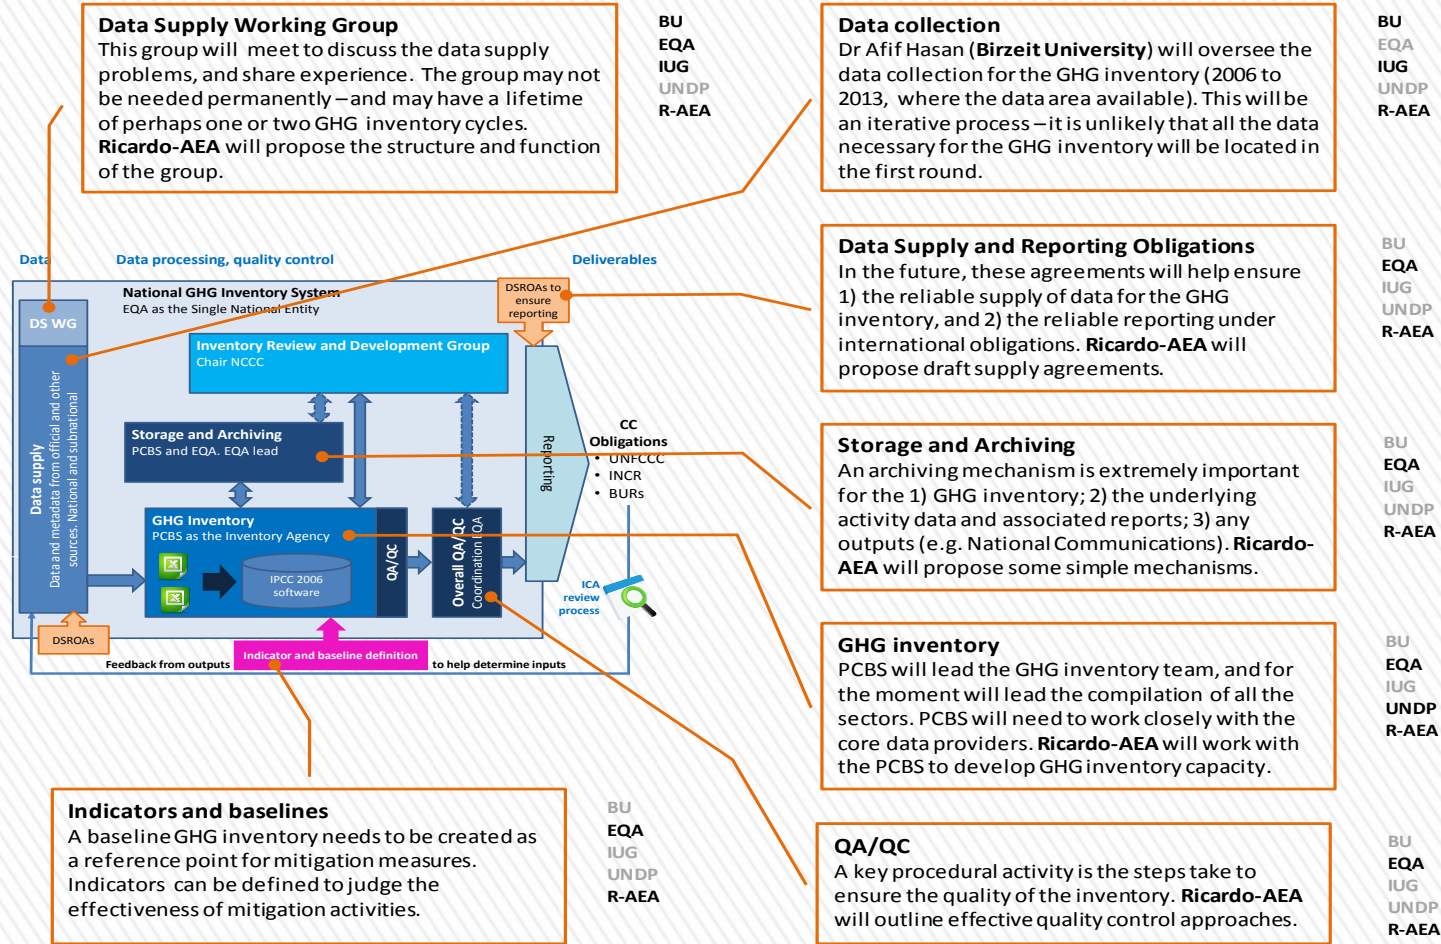 Data Supply Working Group
This group will meet to discuss the data supply
problems, and share experience. The group may not
be needed permanently – and may have a lifetime
of perhaps one or two GHG inventory cycles.
Ricardo-AEA will propose the structure and function
of the group.
BU
EQA
IUG
UNDP
R-AEA
Data collection
Dr Afif Hasan (Birzeit University) will oversee the
data collection for the GHG inventory (2006 to
2013, where the data area available). This will be
an iterative process – it is unlikely that all the data
necessary for the GHG inventory will be located in
the first round.
BU
EQA
IUG
UNDP
R-AEA
Data Supply and Reporting Obligations
In the future, these agreements will help ensure
1) the reliable supply of data for the GHG
inventory, and 2) the reliable reporting under
international obligations. Ricardo-AEA will
propose draft supply agreements.
BU
EQA
IUG
UNDP
R-AEA
Data
Data processing, quality control
Deliverables
National GHG Inventory System
EQA as the Single National Entity
DS WG
Data supply
Data and metadata from official and other
sources. National and subnational
DSROAs
Inventory Review and Development Group
Chair NCCC
Storage and Archiving
PCBS and EQA. EQA lead
GHG Inventory
PCBS as the Inventory Agency
IPCC 2006
software
QA/QC
Overall QA/QC
Coordination EQA
DSROAs to
ensure
reporting
Reporting
CC
Obligations
• UNFCCC
• INCR
• BURs
ICA
review
process
Feedback from outputs
Indicator and baseline definition
to help determine inputs
Storage and Archiving
An archiving mechanism is extremely important
for the 1) GHG inventory; 2) the underlying
activity data and associated reports; 3) any
outputs (e.g. National Communications). Ricardo-
AEA will propose some simple mechanisms.
BU
EQA
IUG
UNDP
R-AEA
GHG inventory
PCBS will lead the GHG inventory team, and for
the moment will lead the compilation of all the
sectors. PCBS will need to work closely with the
core data providers. Ricardo-AEA will work with
the PCBS to develop GHG inventory capacity.
BU
EQA
IUG
UNDP
R-AEA
Indicators and baselines
A baseline GHG inventory needs to be created as
a reference point for mitigation measures.
Indicators can be defined to judge the
effectiveness of mitigation activities.
BU
EQA
IUG
UNDP
R-AEA
QA/QC
A key procedural activity is the steps take to
ensure the quality of the inventory. Ricardo-AEA
will outline effective quality control approaches.
BU
EQA
IUG
UNDP
R-AEA